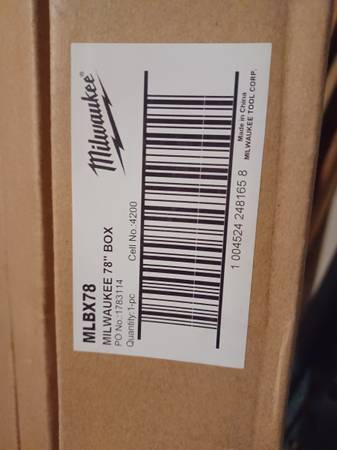 Milwaukee®
MLBX78
MILWAUKEE 78" BOX
PO No.:1783114
Quantity:1-pc Cell No.:4200
1 004524 248165 8
Made in China
MILWAUKEE TOOL CORP.